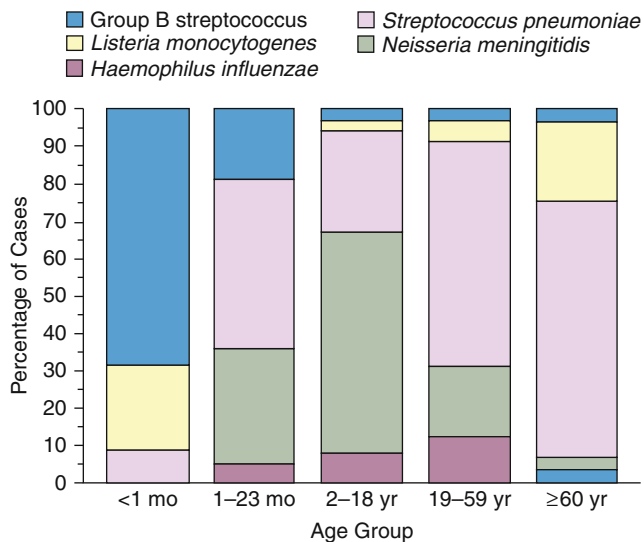 Group B streptococcus
Listeria monocytogenes
Haemophilus influenzae
Streptococcus pneumoniae
Neisseria meningitidis
100
90
80
70
60
50
40
30
20
10
0
Percentage of Cases
<1 mo 1–23 mo 2–18 yr 19–59 yr ≥60 yr
Age Group